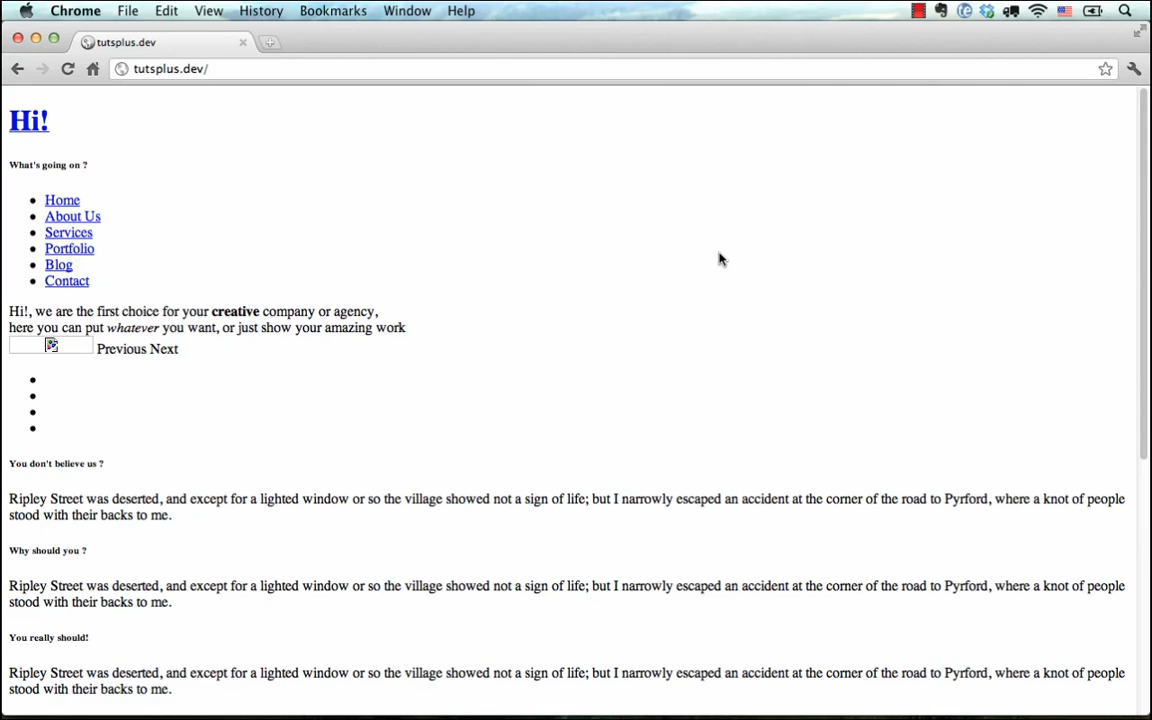 Chrome File Edit View History Bookmarks Window Help
tutsplus.dev
tutsplus.dev/
Hi!
What's going on ?
Home
About Us
Services
Portfolio
Blog
Contact
Hi!, we are the first choice for your creative company or agency,
here you can put whatever you want, or just show your amazing work
Previous Next
You don't believe us ?
Ripley Street was deserted, and except for a lighted window or so the village showed not a sign of life; but I narrowly escaped an accident at the corner of the road to Pyrford, where a knot of people
stood with their backs to me.
Why should you ?
Ripley Street was deserted, and except for a lighted window or so the village showed not a sign of life; but I narrowly escaped an accident at the corner of the road to Pyrford, where a knot of people
stood with their backs to me.
You really should!
Ripley Street was deserted, and except for a lighted window or so the village showed not a sign of life; but I narrowly escaped an accident at the corner of the road to Pyrford, where a knot of people
stood with their backs to me.